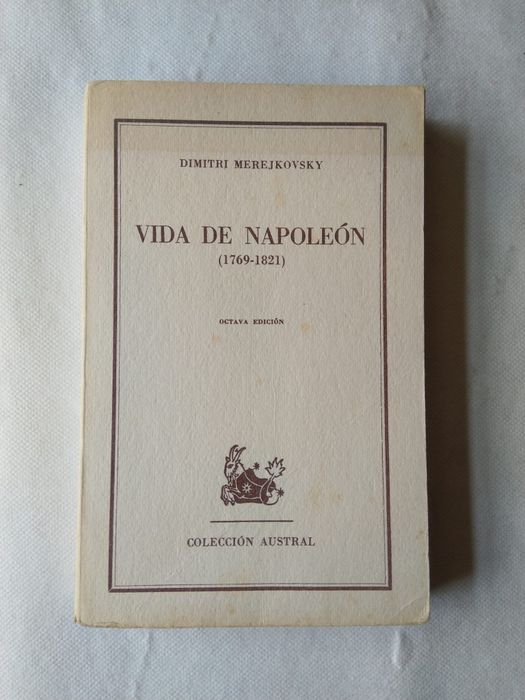 DIMITRI MEREJKOVSKY
VIDA DE NAPOLEÓN
(1769-1821)
OCTAVA EDICIÓN
COLECCIÓN AUSTRAL